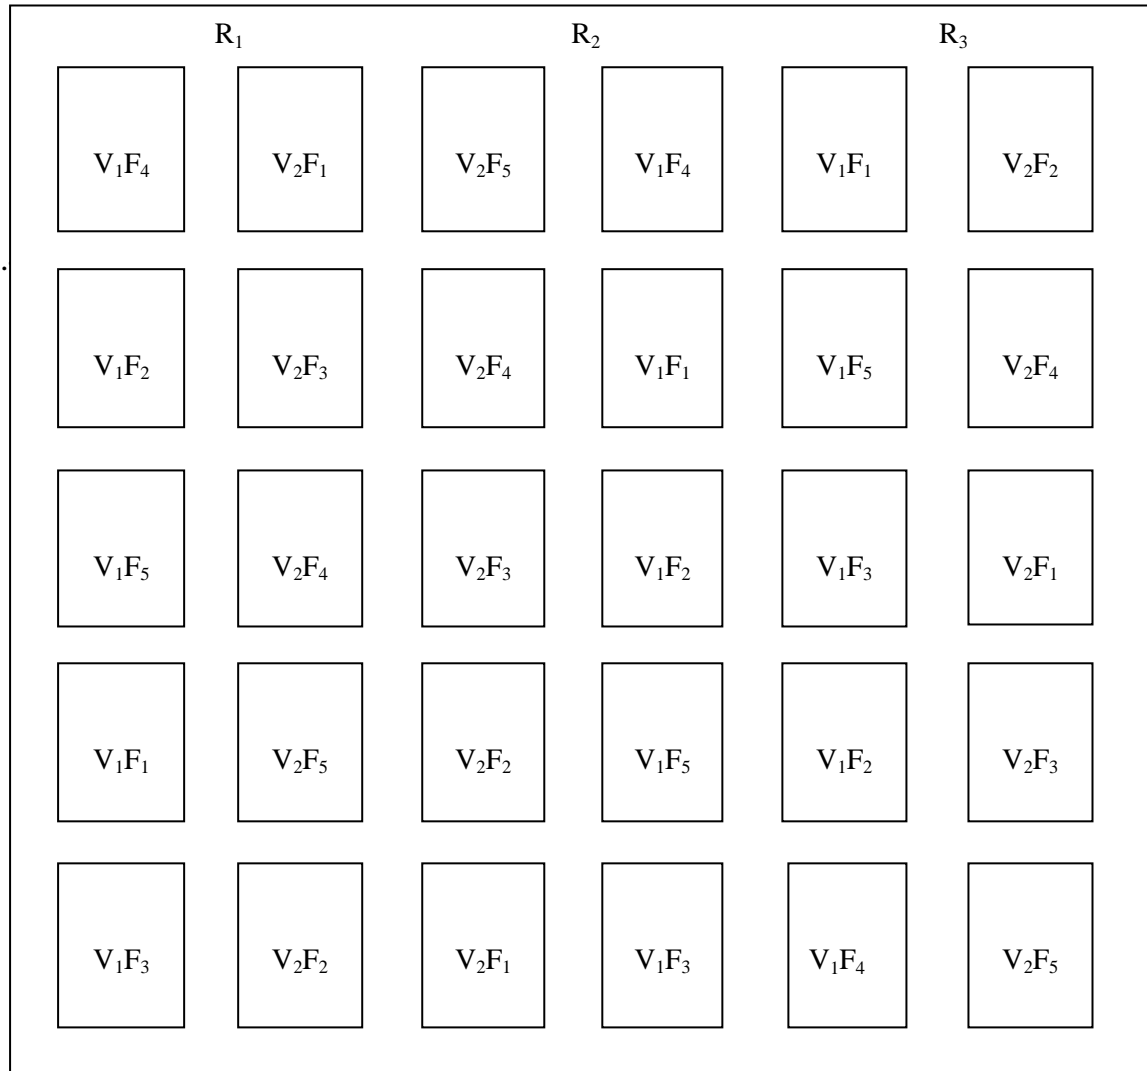 R₁ R₂ R₃
V₁F₄ V₂F₁ V₂F₅ V₁F₄ V₁F₁ V₂F₂
.
V₁F₂ V₂F₃ V₂F₄ V₁F₁ V₁F₅ V₂F₄
V₁F₅ V₂F₄ V₂F₃ V₁F₂ V₁F₃ V₂F₁
V₁F₁ V₂F₅ V₂F₂ V₁F₅ V₁F₂ V₂F₃
V₁F₃ V₂F₂ V₂F₁ V₁F₃ V₁F₄ V₂F₅